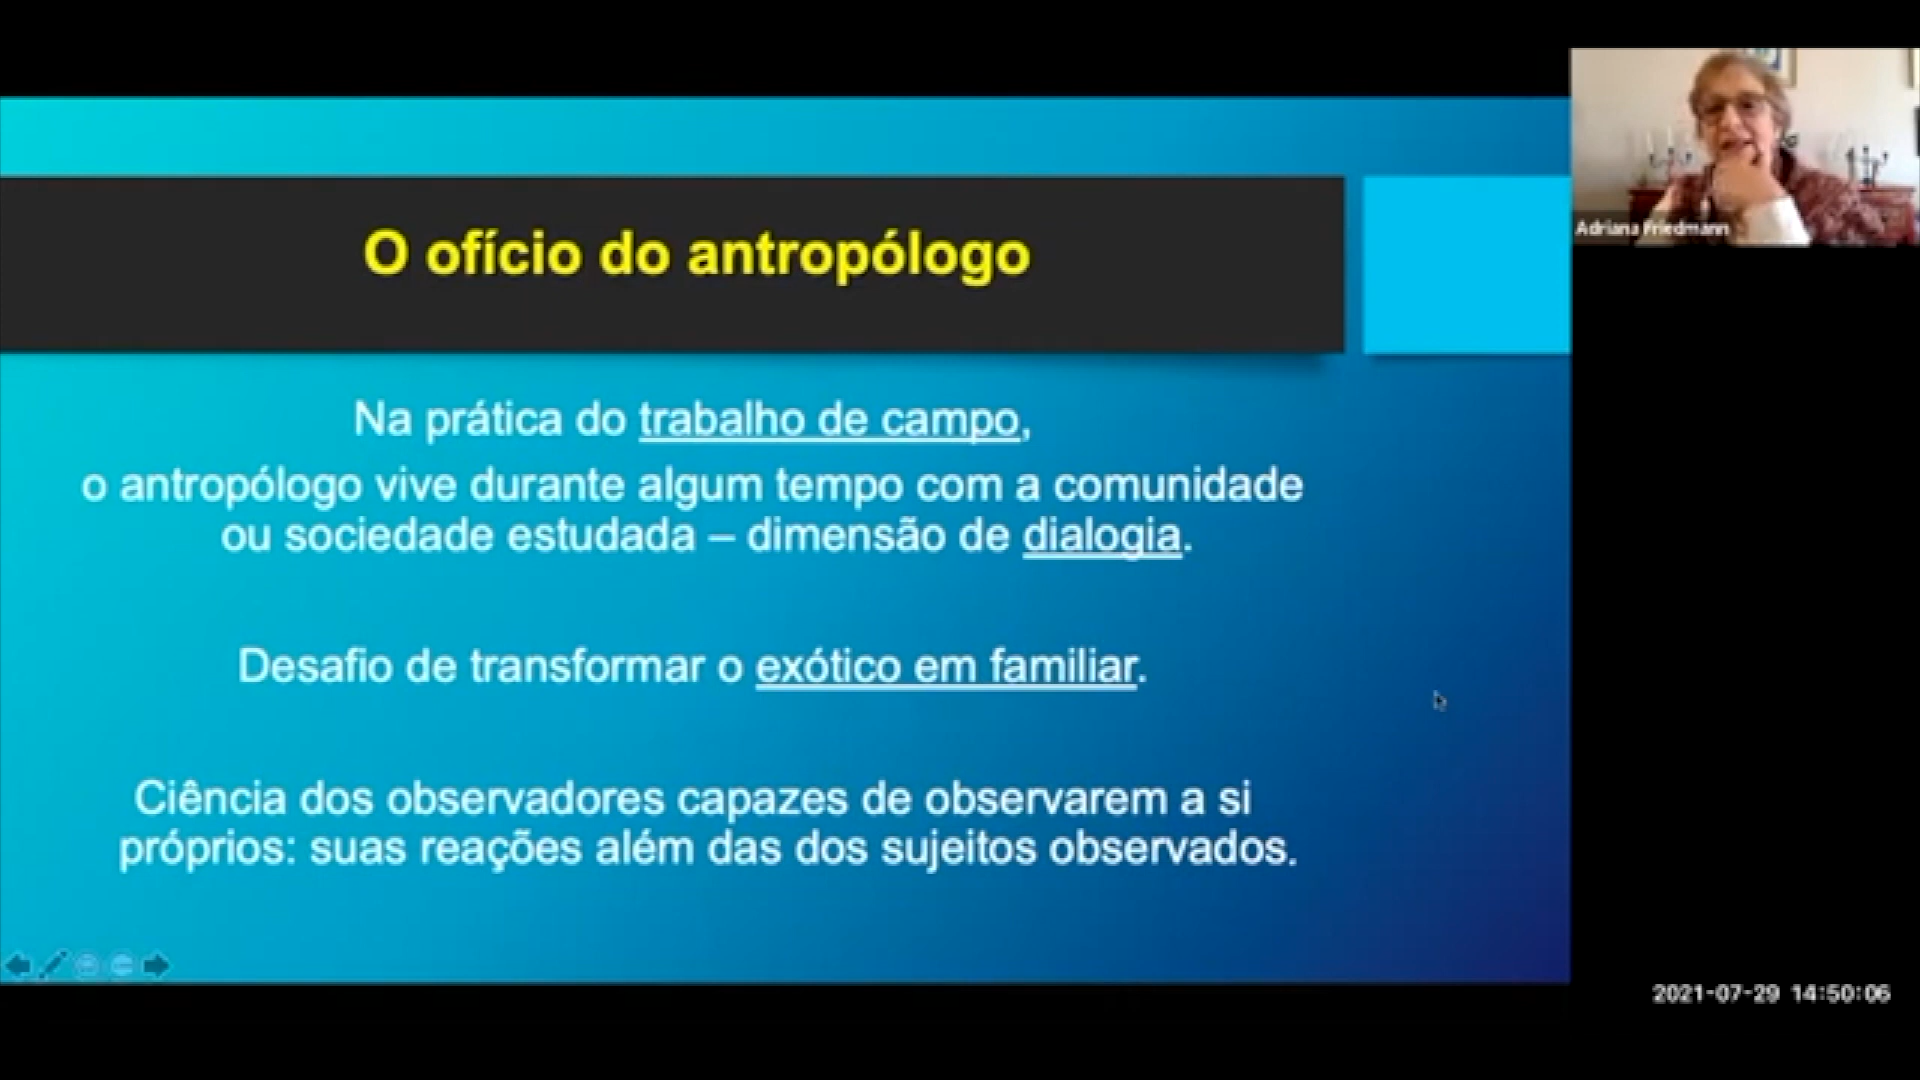 O ofício do antropólogo
Na prática do trabalho de campo,
o antropólogo vive durante algum tempo com a comunidade
ou sociedade estudada – dimensão de dialogia.
Desafio de transformar o exótico em familiar.
Ciência dos observadores capazes de observarem a si
próprios: suas reações além das dos sujeitos observados.
Adriana Friedmann
2021-07-29 14:50:06